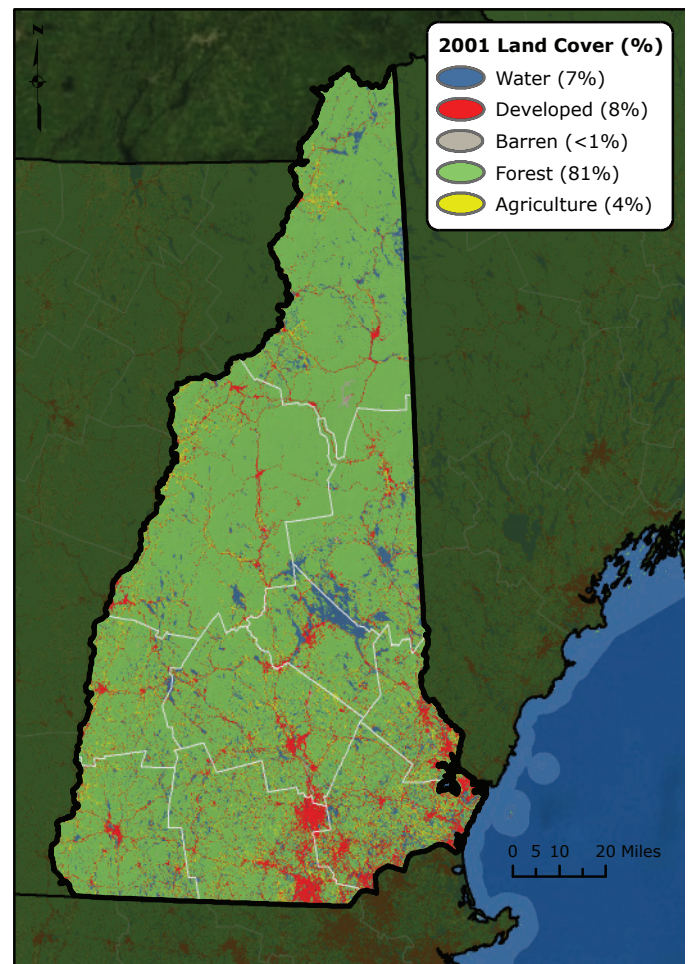 N
2001 Land Cover (%)
Water (7%)
Developed (8%)
Barren (<1%)
Forest (81%)
Agriculture (4%)
0 5 10 20 Miles